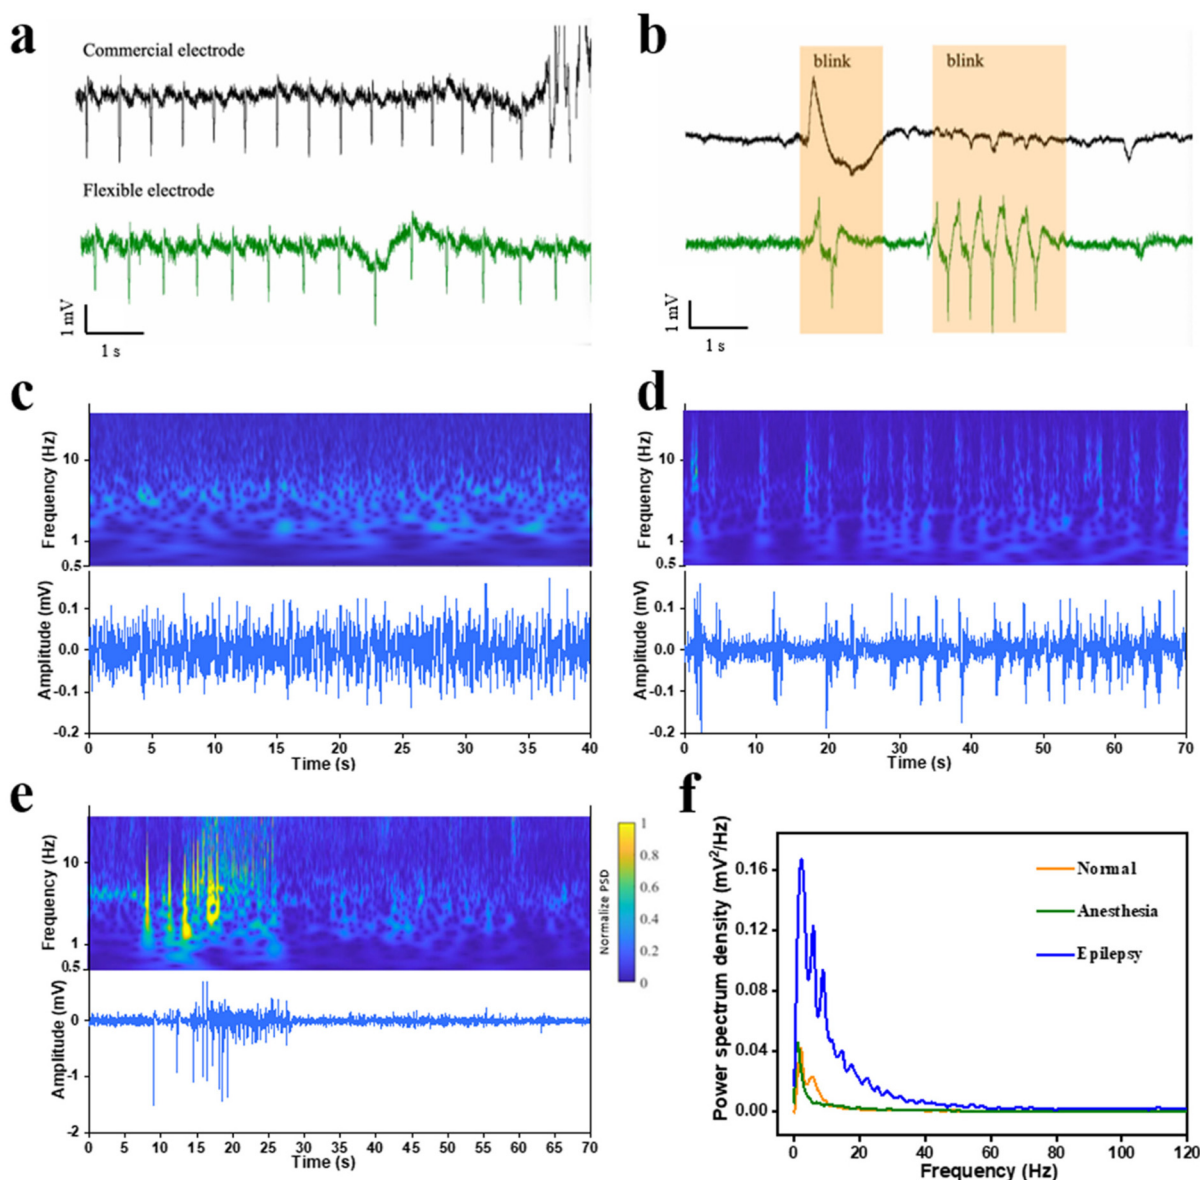 a
Commercial electrode
Flexible electrode
1 mV
1 s
b
blink
blink
1 mV
1 s
c
Frequency (Hz)
10
1
0.5
Amplitude (mV)
0.1
0.0
-0.1
-0.2
0 5 10 15 20 25 30 35 40
Time (s)
d
Frequency (Hz)
10
1
0.5
Amplitude (mV)
0.1
0.0
-0.1
-0.2
0 10 20 30 40 50 60 70
Time (s)
e
Frequency (Hz)
10
1
0.5
Normalize PSD
1
0.8
0.6
0.4
0.2
0
Amplitude (mV)
0
-1
-2
0 5 10 15 20 25 30 35 40 45 50 55 60 65 70
Time (s)
f
Power spectrum density (mV²/Hz)
0.16
0.12
0.08
0.04
0.00
Normal
Anesthesia
Epilepsy
0 20 40 60 80 100 120
Frequency (Hz)